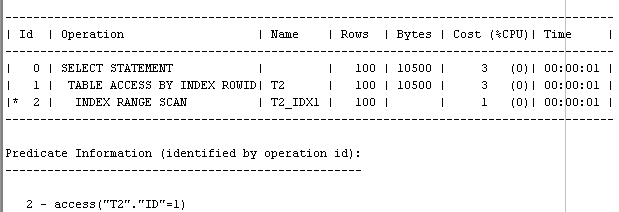 ---------------------------------------------------------------------------------------
| Id  | Operation                   | Name    | Rows  | Bytes | Cost (%CPU)| Time     |
---------------------------------------------------------------------------------------
|   0 | SELECT STATEMENT            |         |   100 | 10500 |     3   (0)| 00:00:01 |
|   1 |  TABLE ACCESS BY INDEX ROWID| T2      |   100 | 10500 |     3   (0)| 00:00:01 |
|*  2 |   INDEX RANGE SCAN          | T2_IDX1 |   100 |       |     1   (0)| 00:00:01 |
---------------------------------------------------------------------------------------
Predicate Information (identified by operation id):
---------------------------------------------------
2 - access("T2"."ID"=1)